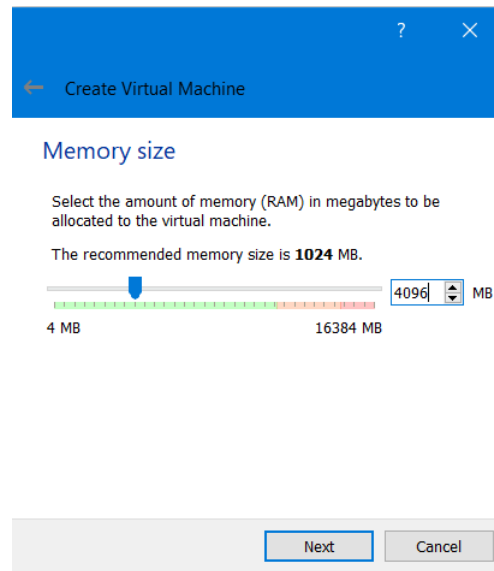 ?
Create Virtual Machine
Memory size
Select the amount of memory (RAM) in megabytes to be
allocated to the virtual machine.
The recommended memory size is 1024 MB.
4096 MB
4 MB 16384 MB
Next Cancel